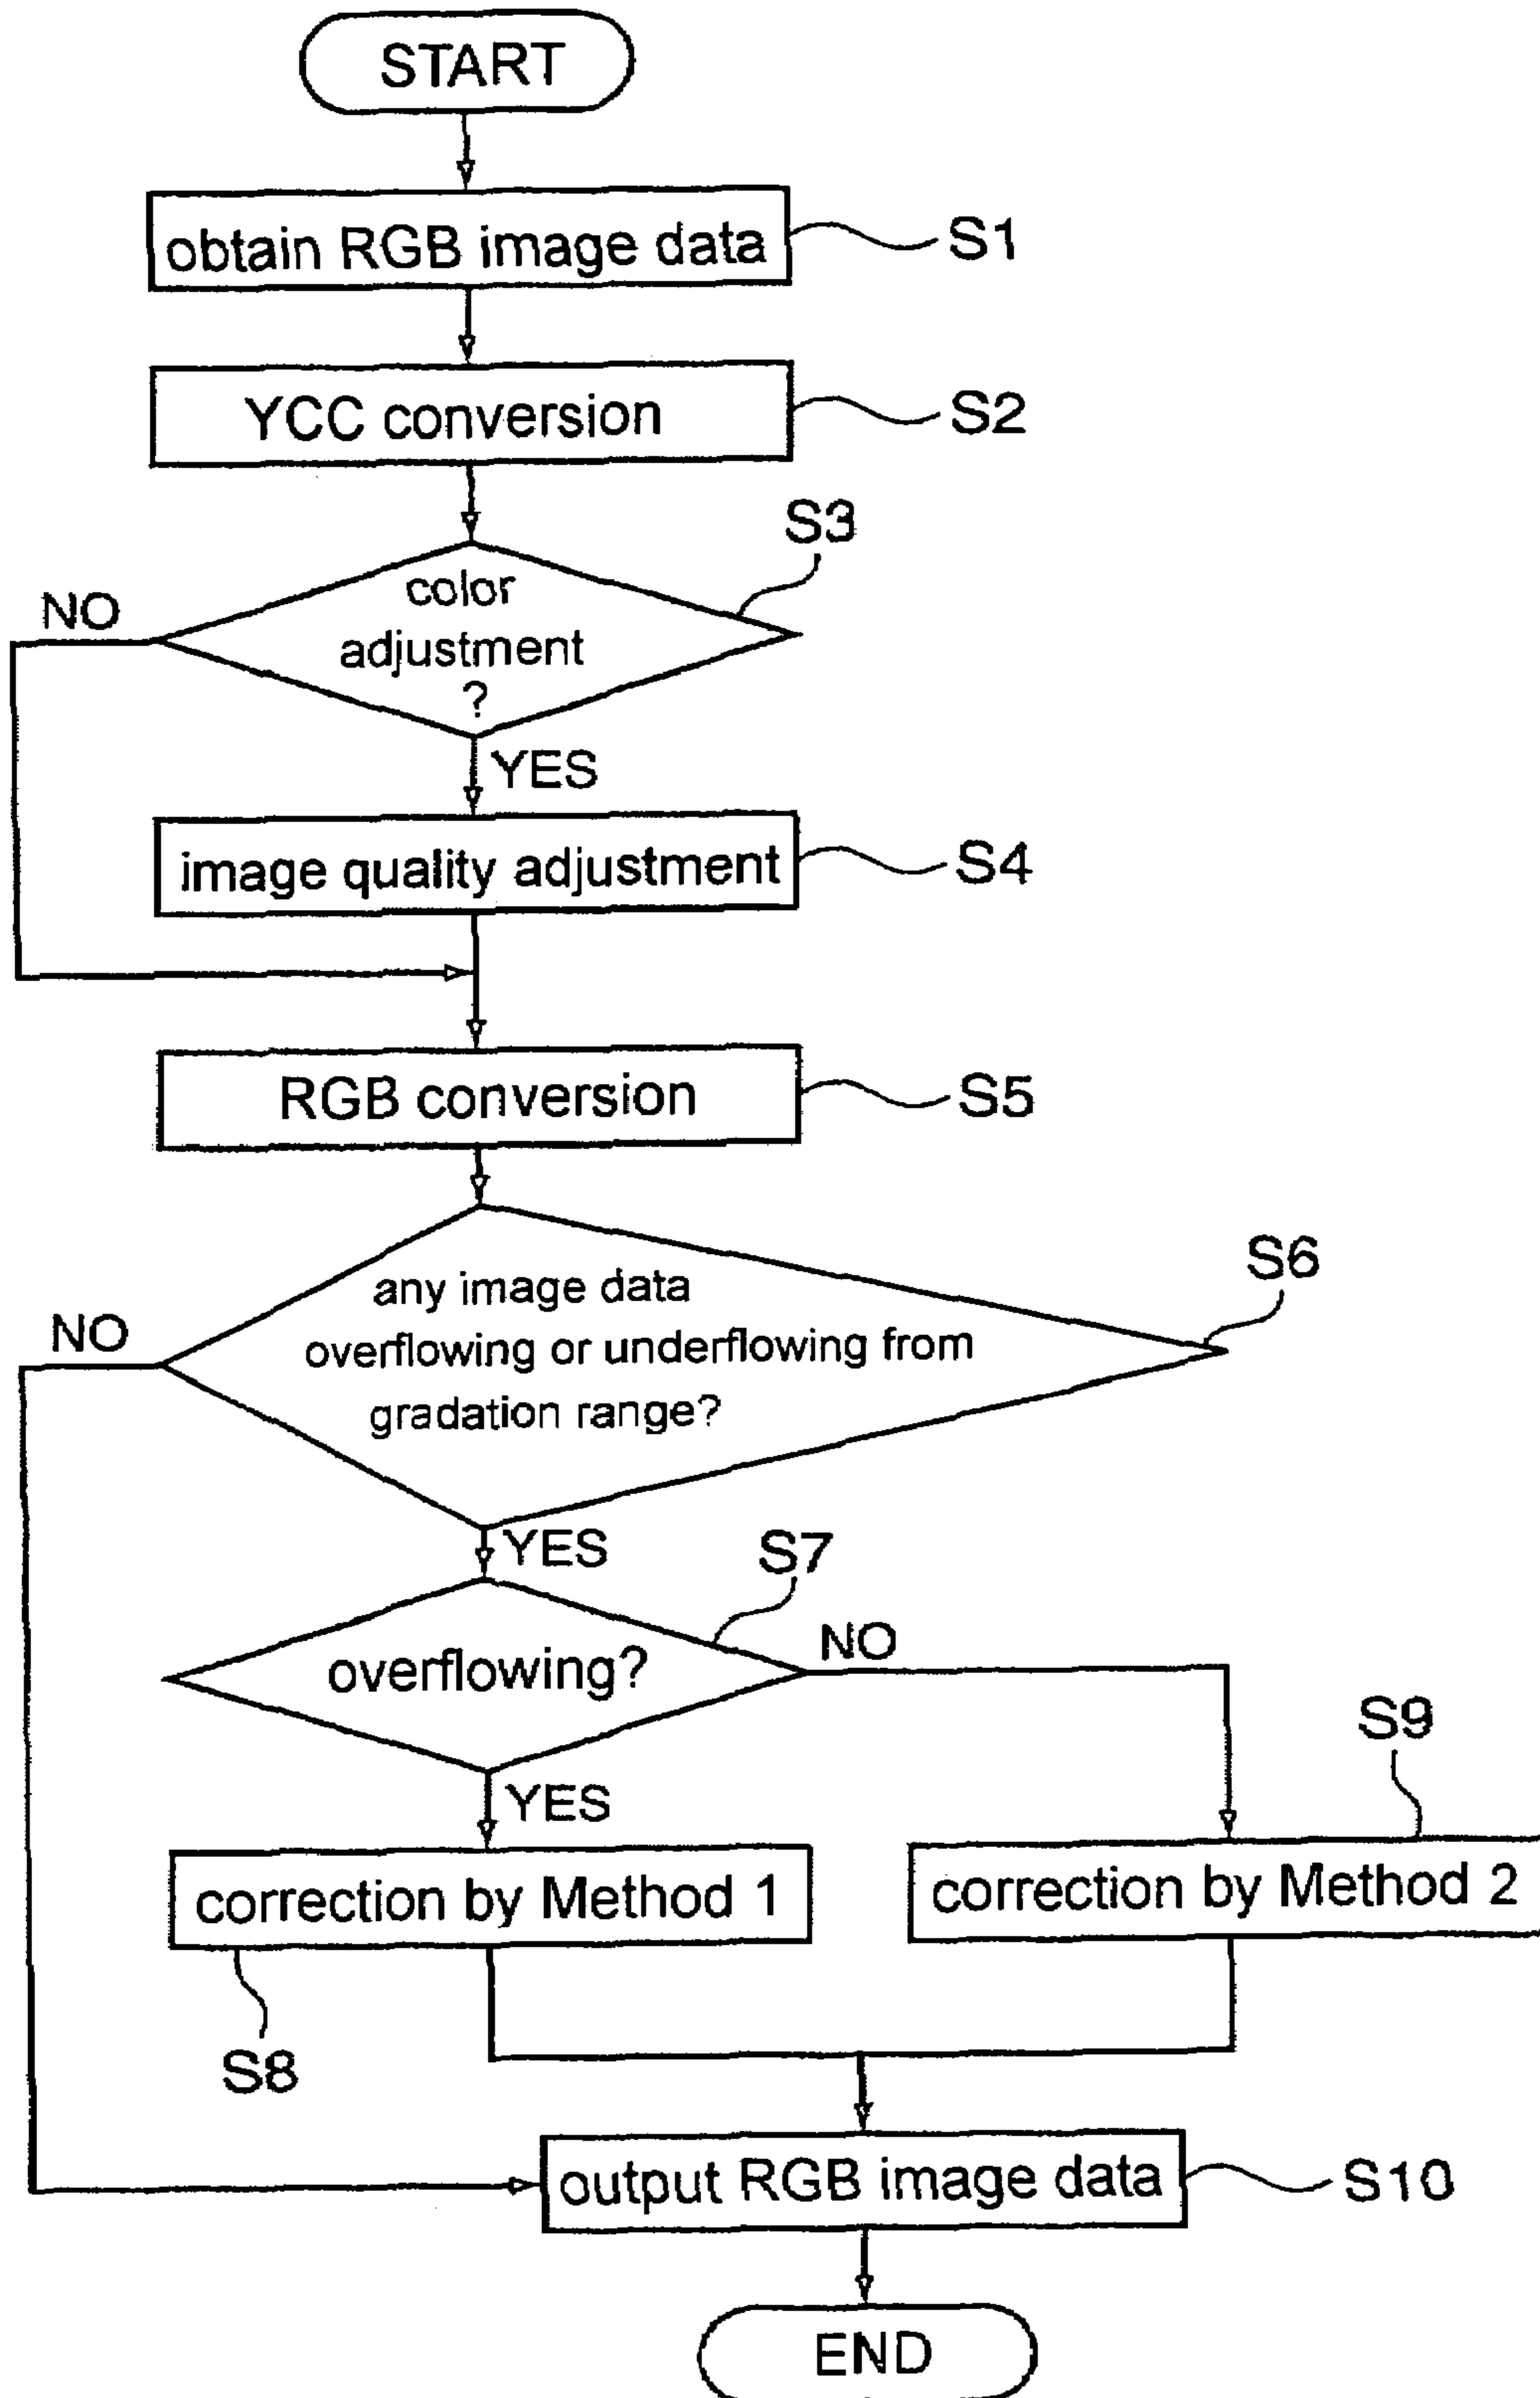 START
obtain RGB image data
S1
YCC conversion
S2
S3
color
adjustment
?
NO
YES
image quality adjustment
S4
RGB conversion
S5
S6
any image data
overflowing or underflowing from
gradation range?
NO
YES
S7
overflowing?
NO
YES
S9
correction by Method 1
correction by Method 2
S8
output RGB image data
S10
END